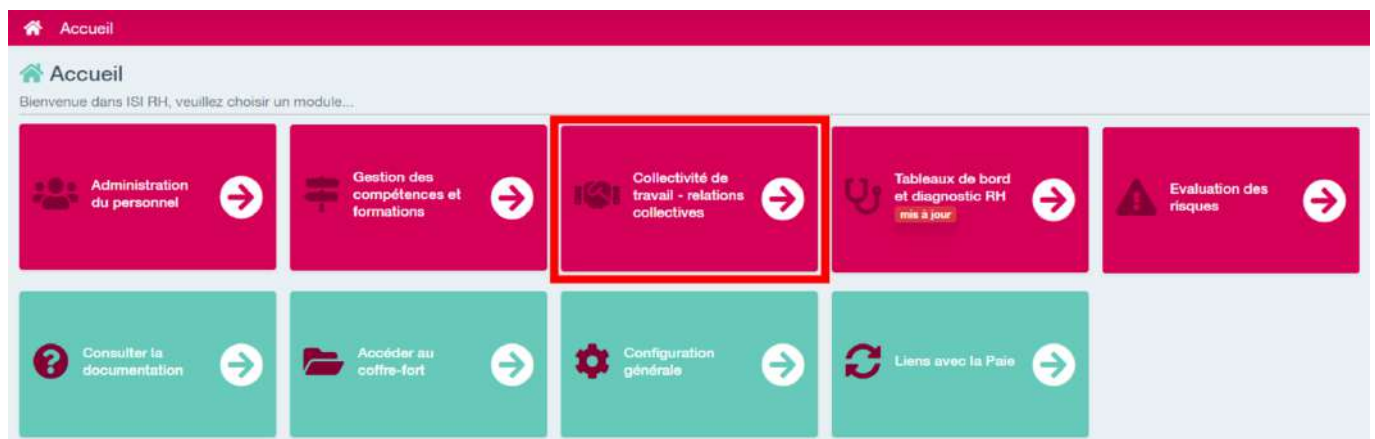 Accueil
Accueil
Bienvenue dans ISI RH, veuillez choisir un module...
Administration
du personnel
Gestion des
compétences et
formations
Collectivité de
travail - relations
collectives
Tableaux de bord
et diagnostic RH
mis à jour
Evaluation des
risques
Consulter la
documentation
Accéder au
coffre-fort
Configuration
générale
Liens avec la Paie